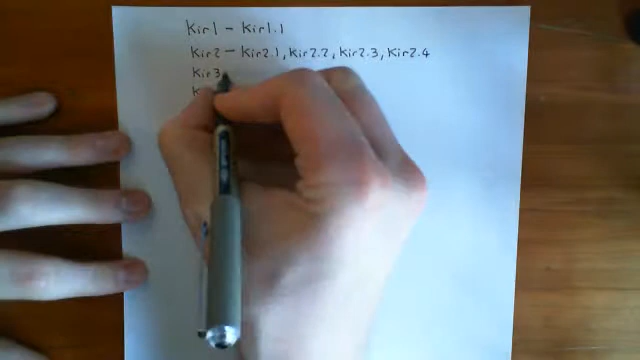 Kir1 - Kir1.1
Kir2 - Kir2.1, Kir2.2, Kir2.3, Kir2.4
Kir3